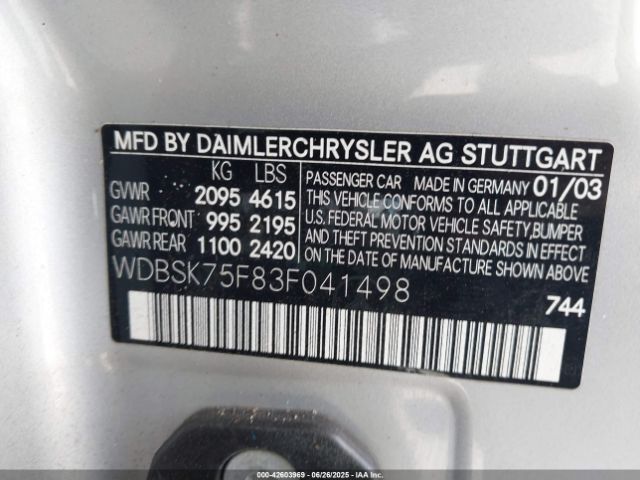 MFD BY DAIMLERCHRYSLER AG STUTTGART
KG LBS
GVWR 2095 4615
GAWR FRONT 995 2195
GAWR REAR 1100 2420
PASSENGER CAR MADE IN GERMANY 01/03
THIS VEHICLE CONFORMS TO ALL APPLICABLE
U.S. FEDERAL MOTOR VEHICLE SAFETY, BUMPER
AND THEFT PREVENTION STANDARDS IN EFFECT
ON THE DATE OF MANUFACTURE SHOWN ABOVE.
WDBSK75F83F041498
744
000-42603969 - 06/26/2025 - IAAI.COM